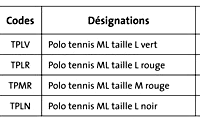 Codes Désignations
TPLV Polo tennis ML taille L vert
TPLR Polo tennis ML taille L rouge
TPMR Polo tennis ML taille M rouge
TPLN Polo tennis ML taille L noir